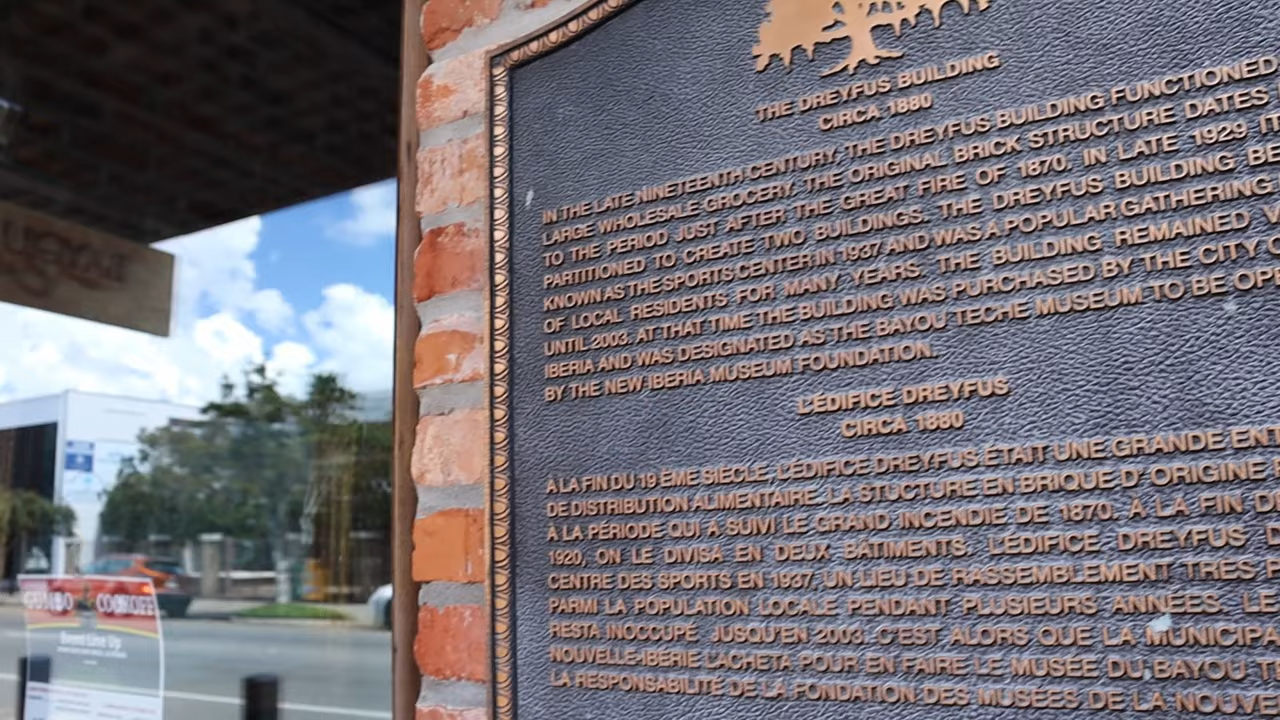 THE DREYFUS BUILDING
CIRCA 1880
IN THE LATE NINETEENTH CENTURY, THE DREYFUS BUILDING FUNCTIONED
LARGE WHOLESALE GROCERY. THE ORIGINAL BRICK STRUCTURE DATES
TO THE PERIOD JUST AFTER THE GREAT FIRE OF 1870. IN LATE 1929 IT
PARTITIONED TO CREATE TWO BUILDINGS. THE DREYFUS BUILDING BE
KNOWN AS THE SPORTS CENTER IN 1937 AND WAS A POPULAR GATHERING
OF LOCAL RESIDENTS FOR MANY YEARS. THE BUILDING REMAINED V
UNTIL 2003. AT THAT TIME THE BUILDING WAS PURCHASED BY THE CITY O
IBERIA AND WAS DESIGNATED AS THE BAYOU TECHE MUSEUM TO BE OPE
BY THE NEW IBERIA MUSEUM FOUNDATION.
L'ÉDIFICE DREYFUS
CIRCA 1880
À LA FIN DU 19 ÈME SIÈCLE, L'ÉDIFICE DREYFUS ÉTAIT UNE GRANDE ENT
DE DISTRIBUTION ALIMENTAIRE. LA STUCTURE EN BRIQUE D' ORIGINE
À LA PÉRIODE QUI A SUIVI LE GRAND INCENDIE DE 1870. À LA FIN D
1920, ON LE DIVISA EN DEUX BÂTIMENTS. L'ÉDIFICE DREYFUS D
CENTRE DES SPORTS EN 1937, UN LIEU DE RASSEMBLEMENT TRÈS P
PARMI LA POPULATION LOCALE PENDANT PLUSIEURS ANNÉES. LE
RESTA INOCCUPÉ JUSQU'EN 2003. C'EST ALORS QUE LA MUNICIPA
NOUVELLE-IBÉRIE L'ACHETA POUR EN FAIRE LE MUSÉE DU BAYOU T
LA RESPONSABILITÉ DE LA FONDATION DES MUSÉES DE LA NOUVE
GUMBO COOKOFF